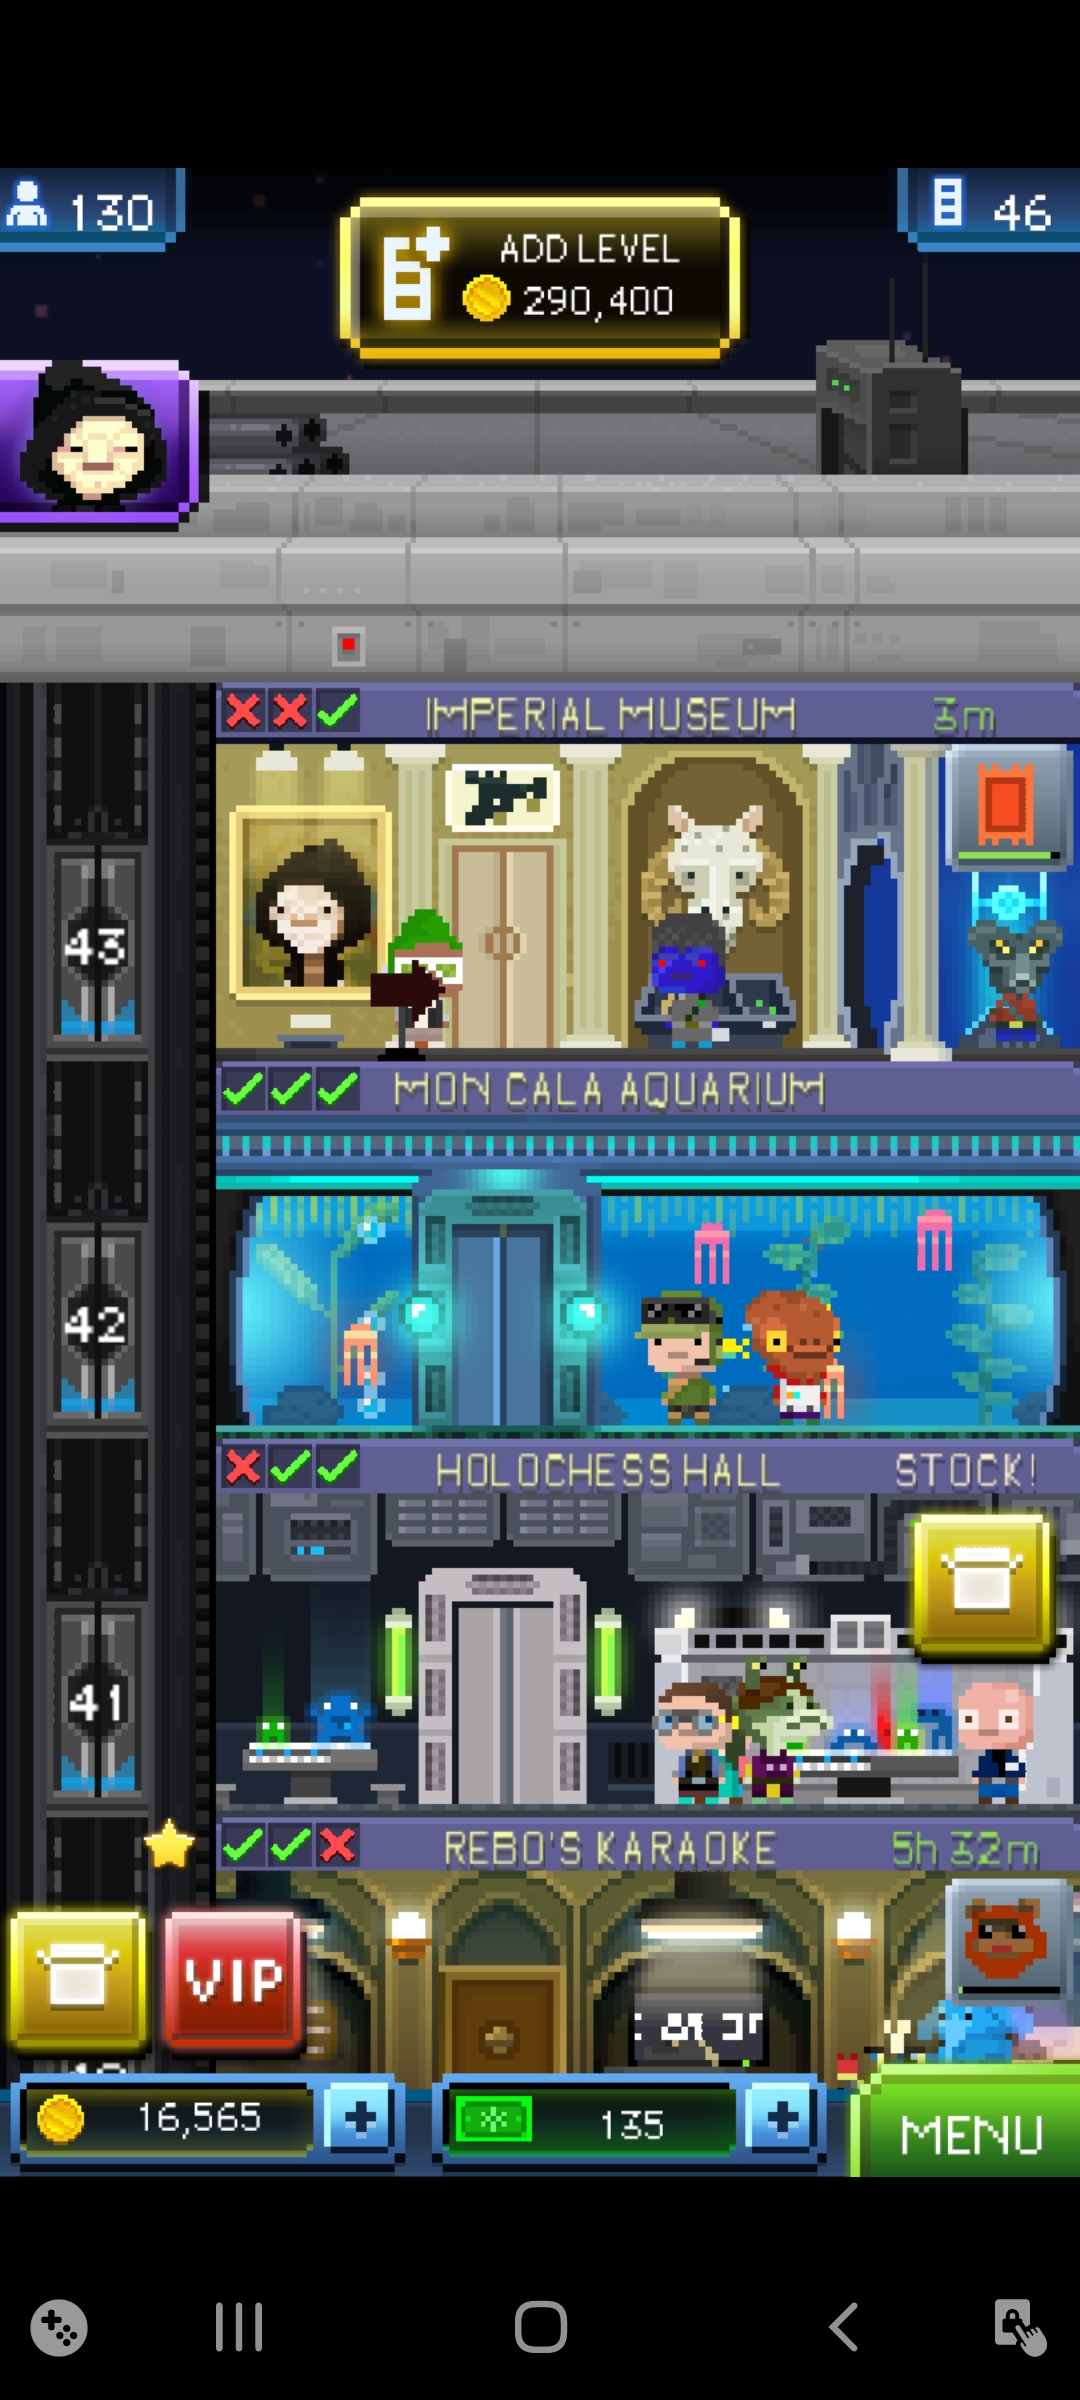 130
46
ADD LEVEL
290,400
IMPERIAL MUSEUM 3m
43
MON CALA AQUARIUM
42
HOLOCHESS HALL STOCK!
41
REBO'S KARAOKE 5h 32m
VIP
16,565
135
MENU